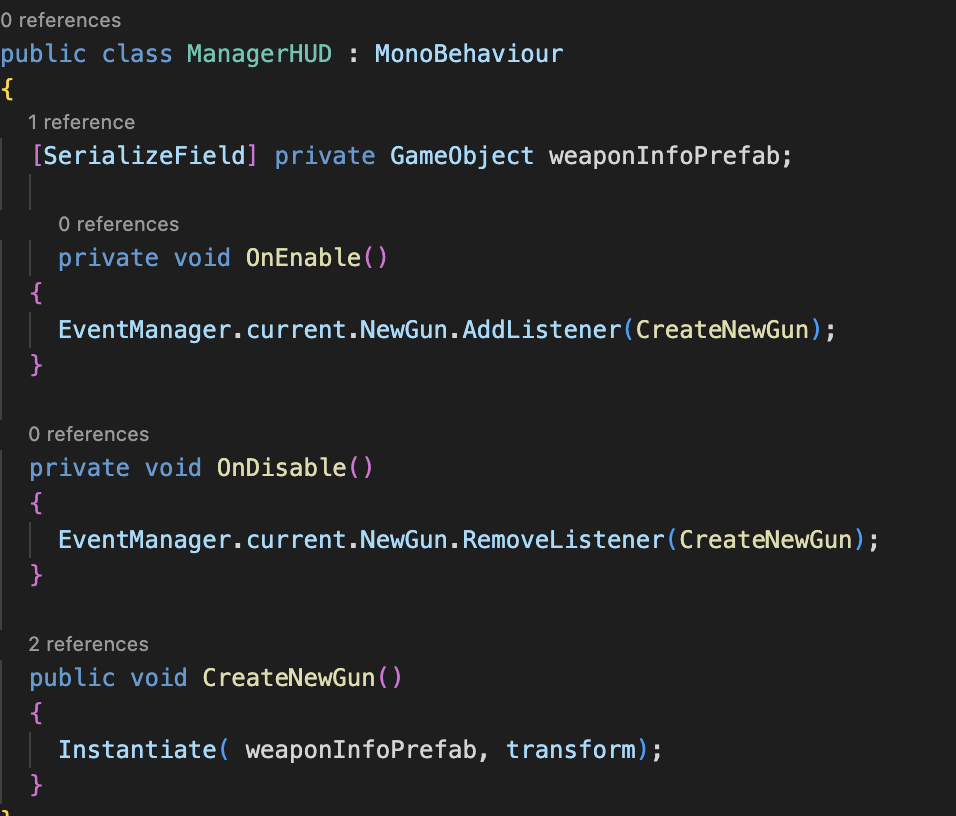 0 references
public class ManagerHUD : MonoBehaviour
{
1 reference
[SerializeField] private GameObject weaponInfoPrefab;
0 references
private void OnEnable()
{
EventManager.current.NewGun.AddListener(CreateNewGun);
}
0 references
private void OnDisable()
{
EventManager.current.NewGun.RemoveListener(CreateNewGun);
}
2 references
public void CreateNewGun()
{
Instantiate( weaponInfoPrefab, transform);
}
}